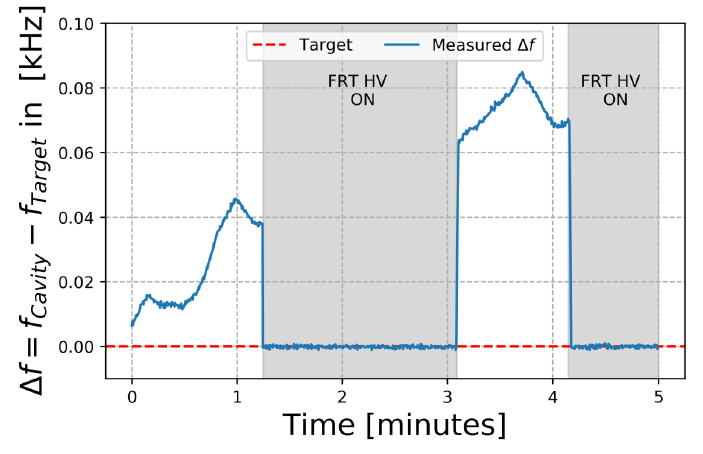 Δf = f_Cavity − f_Target in [kHz]
0.10
0.08
0.06
0.04
0.02
0.00
Target
Measured Δf
FRT HV
ON
FRT HV
ON
0 1 2 3 4 5
Time [minutes]